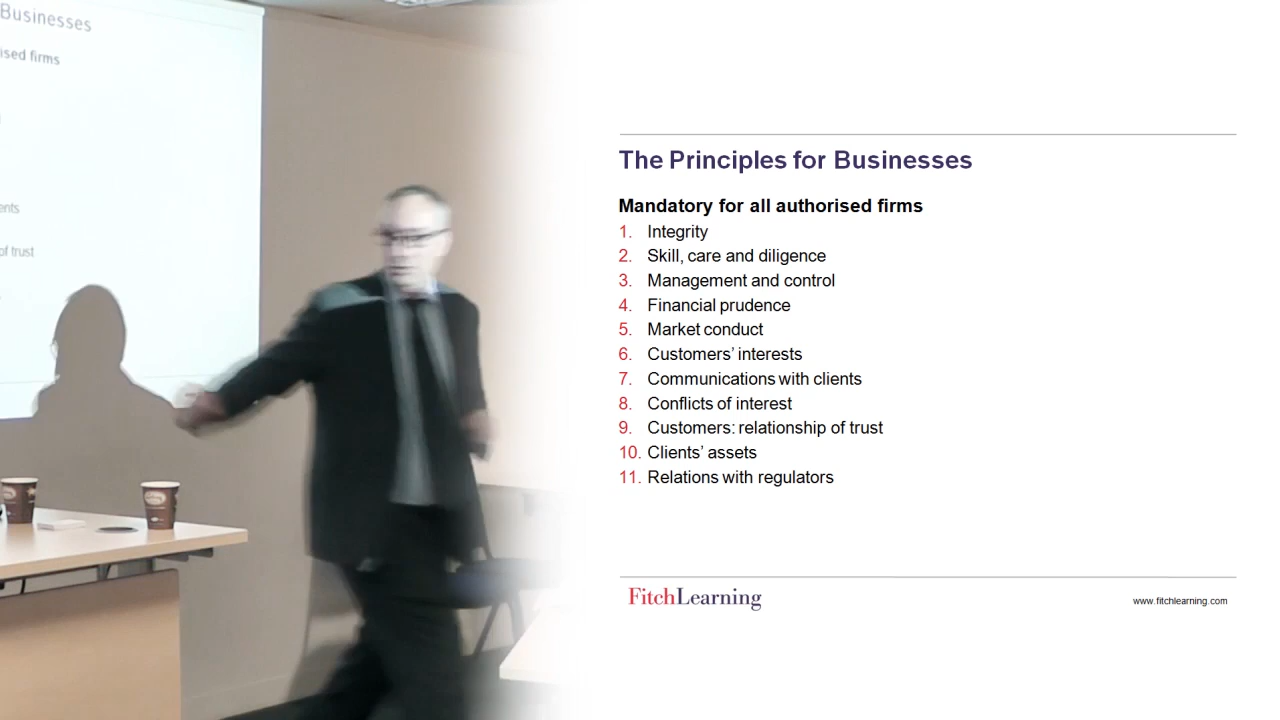 Businesses
ised firms
ents
of trust
The Principles for Businesses
Mandatory for all authorised firms
1. Integrity
2. Skill, care and diligence
3. Management and control
4. Financial prudence
5. Market conduct
6. Customers’ interests
7. Communications with clients
8. Conflicts of interest
9. Customers: relationship of trust
10. Clients’ assets
11. Relations with regulators
FitchLearning
www.fitchlearning.com